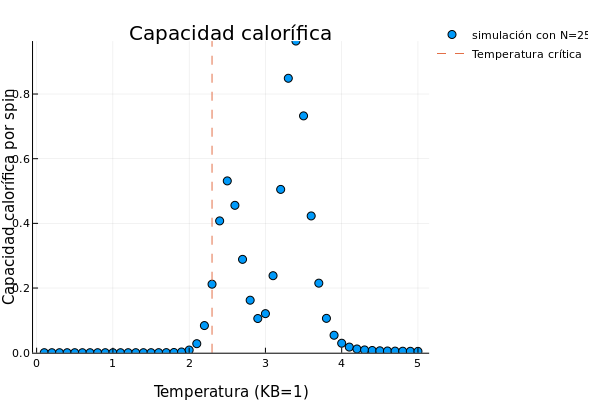 Capacidad calorífica
simulación con N=25
Temperatura crítica
Capacidad calorífica por spin
0.8
0.6
0.4
0.2
0.0
0 1 2 3 4 5
Temperatura (KB=1)